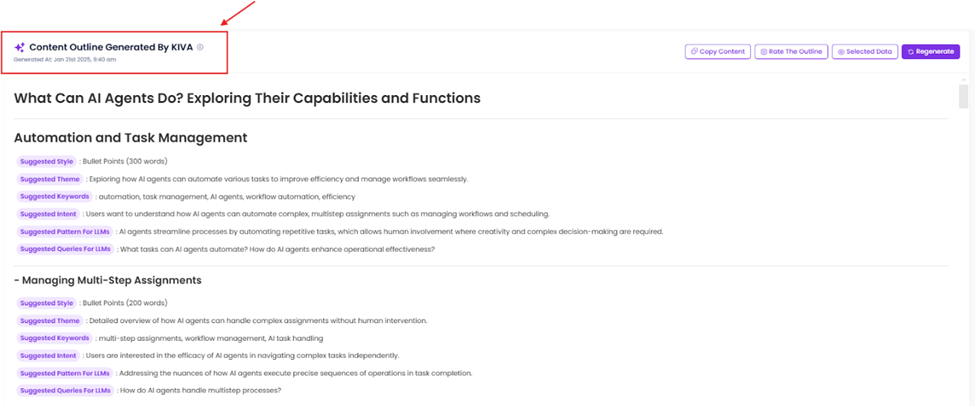 Content Outline Generated By KIVA
Generated At: Jan 21st 2025, 9:40 am
Copy Content
Rate The Outline
Selected Data
Regenerate
What Can AI Agents Do? Exploring Their Capabilities and Functions
Automation and Task Management
Suggested Style : Bullet Points (300 words)
Suggested Theme : Exploring how AI agents can automate various tasks to improve efficiency and manage workflows seamlessly.
Suggested Keywords : automation, task management, AI agents, workflow automation, efficiency
Suggested Intent : Users want to understand how AI agents can automate complex, multistep assignments such as managing workflows and scheduling.
Suggested Pattern For LLMs : AI agents streamline processes by automating repetitive tasks, which allows human involvement where creativity and complex decision-making are required.
Suggested Queries For LLMs : What tasks can AI agents automate? How do AI agents enhance operational effectiveness?
- Managing Multi-Step Assignments
Suggested Style : Bullet Points (200 words)
Suggested Theme : Detailed overview of how AI agents can handle complex assignments without human intervention.
Suggested Keywords : multi-step assignments, workflow management, AI task handling
Suggested Intent : Users are interested in the efficacy of AI agents in navigating complex tasks independently.
Suggested Pattern For LLMs : Addressing the nuances of how AI agents execute precise sequences of operations in task completion.
Suggested Queries For LLMs : How do AI agents handle multistep processes?